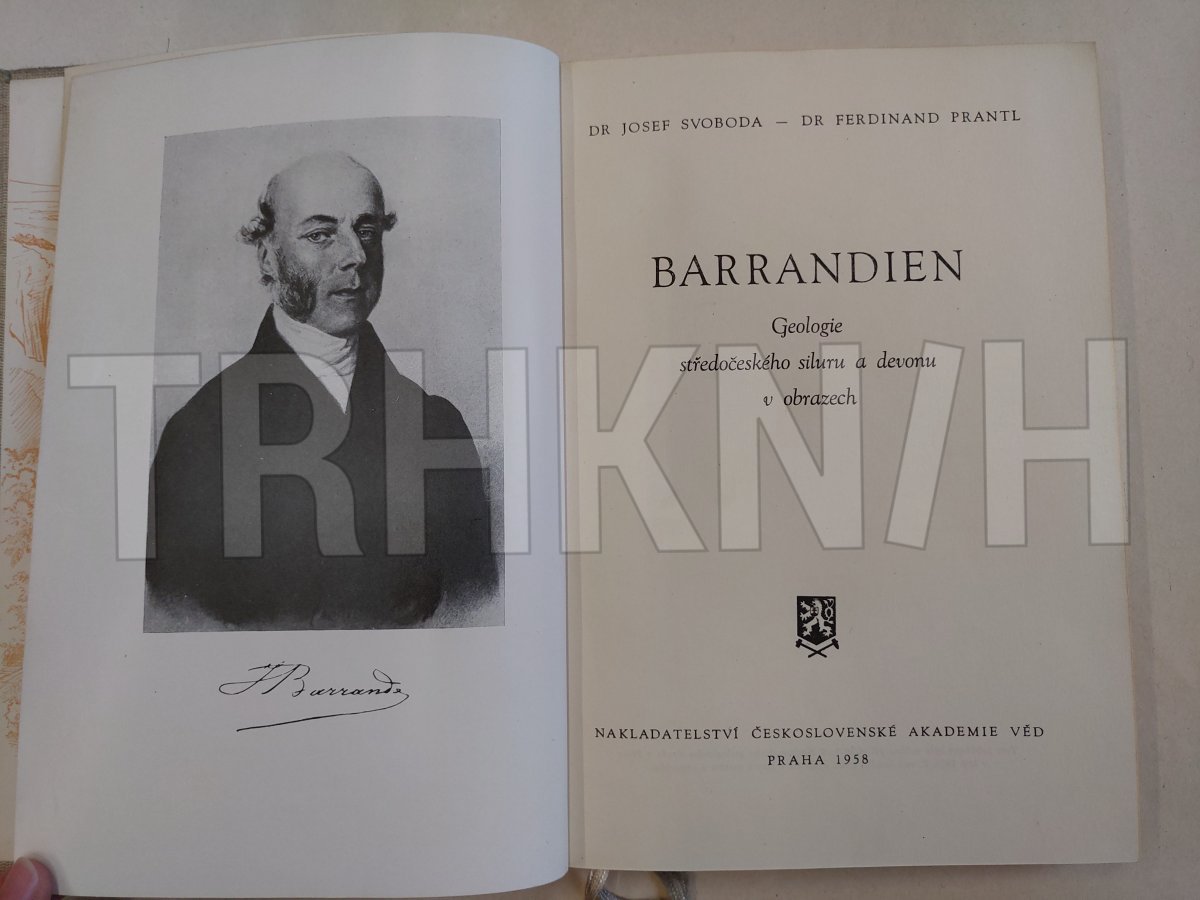 J Barrande
DR JOSEF SVOBODA — DR FERDINAND PRANTL
BARRANDIEN
Geologie
středočeského siluru a devonu
v obrazech
TRHKN/H
NAKLADATELSTVÍ ČESKOSLOVENSKÉ AKADEMIE VĚD
PRAHA 1958